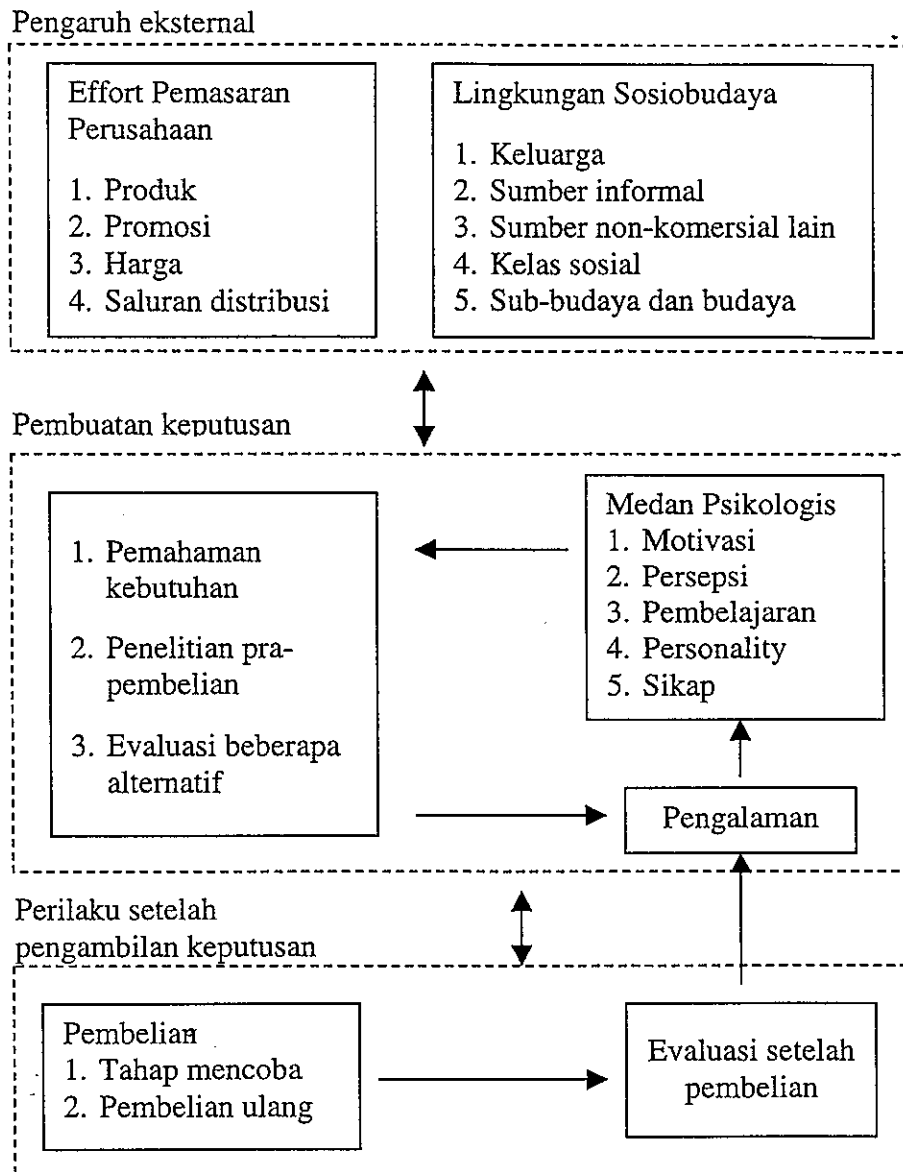 Pengaruh eksternal
Effort Pemasaran
Perusahaan
1. Produk
2. Promosi
3. Harga
4. Saluran distribusi
Lingkungan Sosiobudaya
1. Keluarga
2. Sumber informal
3. Sumber non-komersial lain
4. Kelas sosial
5. Sub-budaya dan budaya
Pembuatan keputusan
1. Pemahaman
kebutuhan
2. Penelitian pra-
pembelian
3. Evaluasi beberapa
alternatif
Medan Psikologis
1. Motivasi
2. Persepsi
3. Pembelajaran
4. Personality
5. Sikap
Pengalaman
Perilaku setelah
pengambilan keputusan
Pembelian
1. Tahap mencoba
2. Pembelian ulang
Evaluasi setelah
pembelian